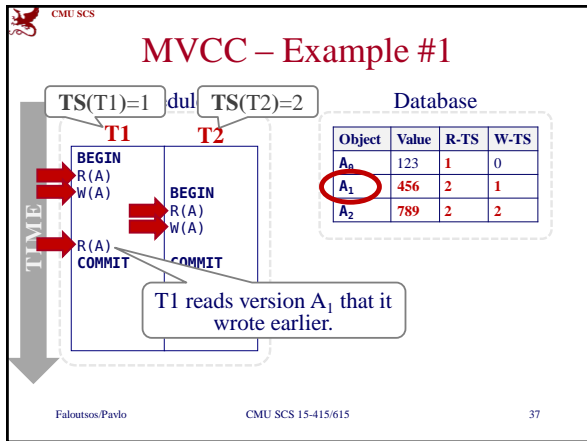 CMU SCS
MVCC – Example #1
TS(T1)=1
TS(T2)=2
Database
T1
T2
BEGIN
R(A)
W(A)
R(A)
COMMIT
BEGIN
R(A)
W(A)
COMMIT
TIME
Object Value R-TS W-TS
A₀ 123 1 0
A₁ 456 2 1
A₂ 789 2 2
T1 reads version A₁ that it
wrote earlier.
Faloutsos/Pavlo
CMU SCS 15-415/615
37